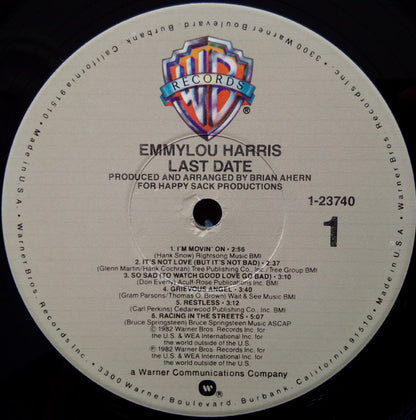 WB
RECORDS
®
EMMYLOU HARRIS
LAST DATE
PRODUCED AND ARRANGED BY BRIAN AHERN
FOR HAPPY SACK PRODUCTIONS
1-23740
1
1. I'M MOVIN' ON • 2:56
(Hank Snow) Rightsong Music BMI
2. IT'S NOT LOVE (BUT IT'S NOT BAD) • 2:37
(Glenn Martin/Hank Cochran) Tree Publishing Co., Inc./Tree Group BMI
3. SO SAD (TO WATCH GOOD LOVE GO BAD) • 3:10
(Don Everly) Acuff-Rose Publications Inc. BMI
4. GRIEVOUS ANGEL • 3:40
(Gram Parsons/Thomas O. Brown) Wait & See Music BMI
5. RESTLESS • 3:12
(Carl Perkins) Cedarwood Publishing Co. Inc. BMI
6. RACING IN THE STREETS • 5:07
(Bruce Springsteen) Bruce Springsteen Music ASCAP
Ⓟ 1982 Warner Bros. Records Inc. for
the U.S. & WEA International Inc. for
the world outside of the U.S.
© 1982 Warner Bros. Records Inc. for
the U.S. & WEA International Inc. for
the world outside of the U.S.
a Warner Communications Company
W ®
3300 Warner Boulevard, Burbank, California 91510 • Made in U.S.A. • Warner Bros. Records Inc. • 3300 Warner Boulevard, Burbank, California 91510 • Made in U.S.A. • Warner Bros. Records Inc. •